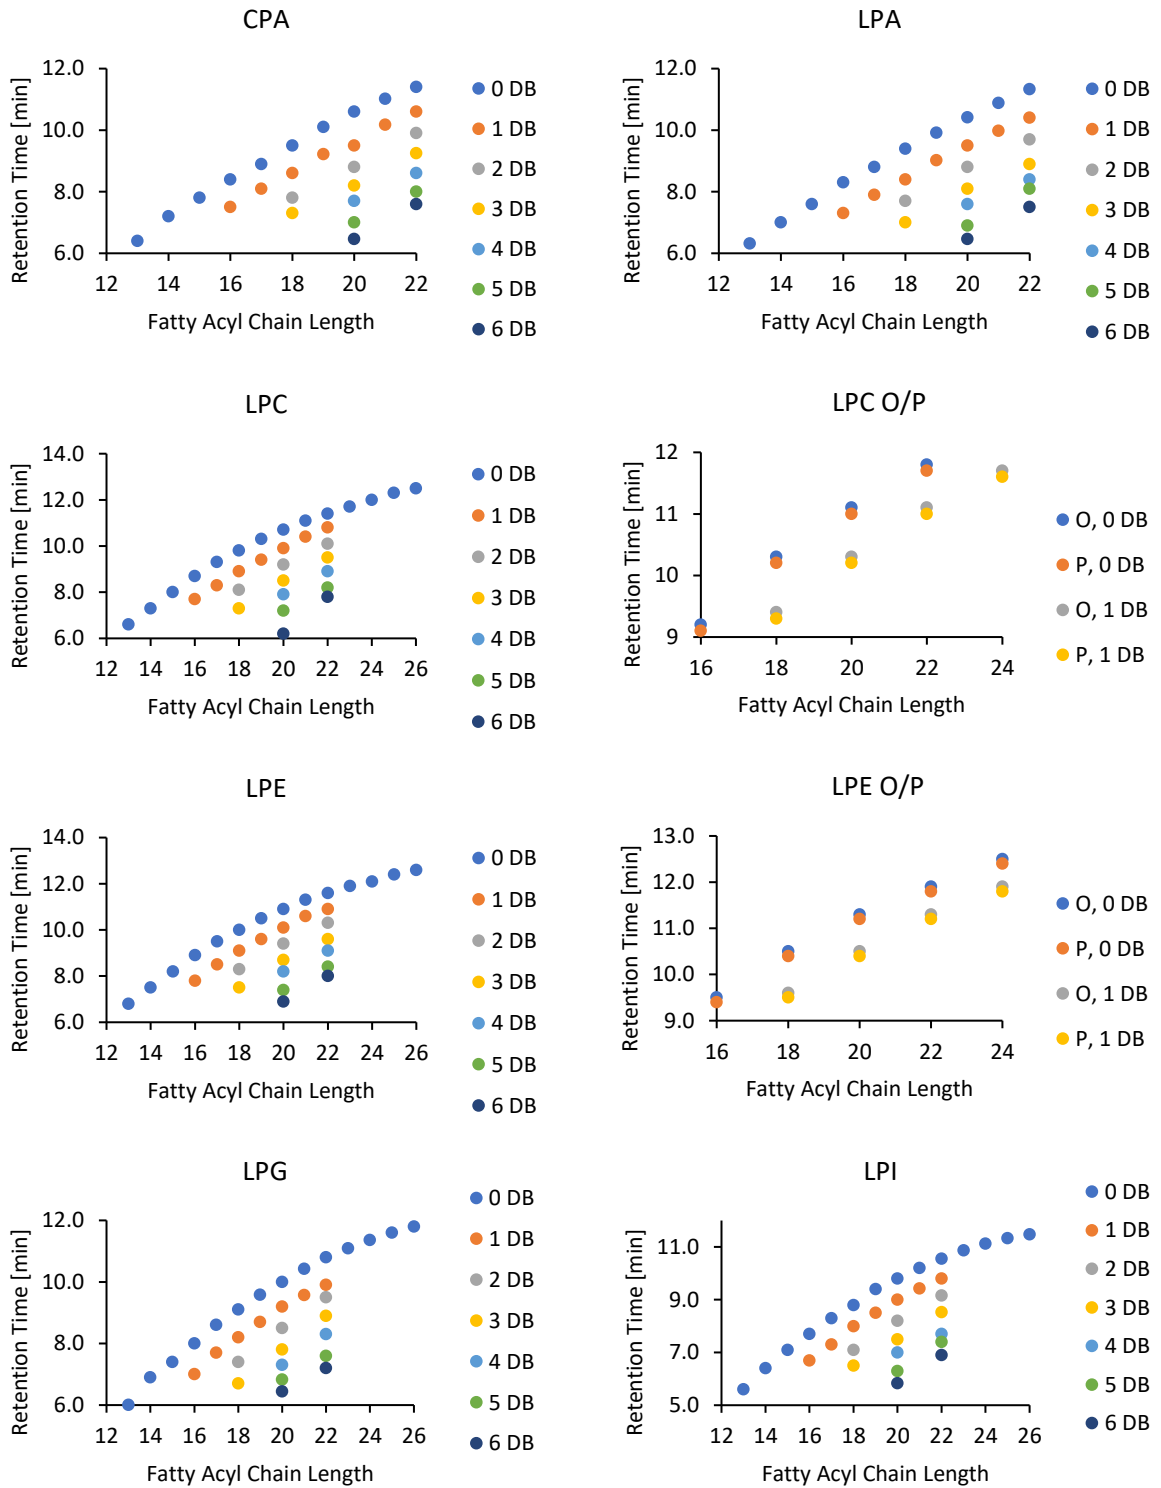 CPA
Retention Time [min]
12.0
10.0
8.0
6.0
12 14 16 18 20 22
Fatty Acyl Chain Length
0 DB
1 DB
2 DB
3 DB
4 DB
5 DB
6 DB
LPA
Retention Time [min]
12.0
10.0
8.0
6.0
12 14 16 18 20 22
Fatty Acyl Chain Length
0 DB
1 DB
2 DB
3 DB
4 DB
5 DB
6 DB
LPC
Retention Time [min]
14.0
12.0
10.0
8.0
6.0
12 14 16 18 20 22 24 26
Fatty Acyl Chain Length
0 DB
1 DB
2 DB
3 DB
4 DB
5 DB
6 DB
LPC O/P
Retention Time [min]
12
11
10
9
16 18 20 22 24
Fatty Acyl Chain Length
O, 0 DB
P, 0 DB
O, 1 DB
P, 1 DB
LPE
Retention Time [min]
14.0
12.0
10.0
8.0
6.0
12 14 16 18 20 22 24 26
Fatty Acyl Chain Length
0 DB
1 DB
2 DB
3 DB
4 DB
5 DB
6 DB
LPE O/P
Retention Time [min]
13.0
12.0
11.0
10.0
9.0
16 18 20 22 24
Fatty Acyl Chain Length
O, 0 DB
P, 0 DB
O, 1 DB
P, 1 DB
LPG
Retention Time [min]
12.0
10.0
8.0
6.0
12 14 16 18 20 22 24 26
Fatty Acyl Chain Length
0 DB
1 DB
2 DB
3 DB
4 DB
5 DB
6 DB
LPI
Retention Time [min]
11.0
9.0
7.0
5.0
12 14 16 18 20 22 24 26
Fatty Acyl Chain Length
0 DB
1 DB
2 DB
3 DB
4 DB
5 DB
6 DB